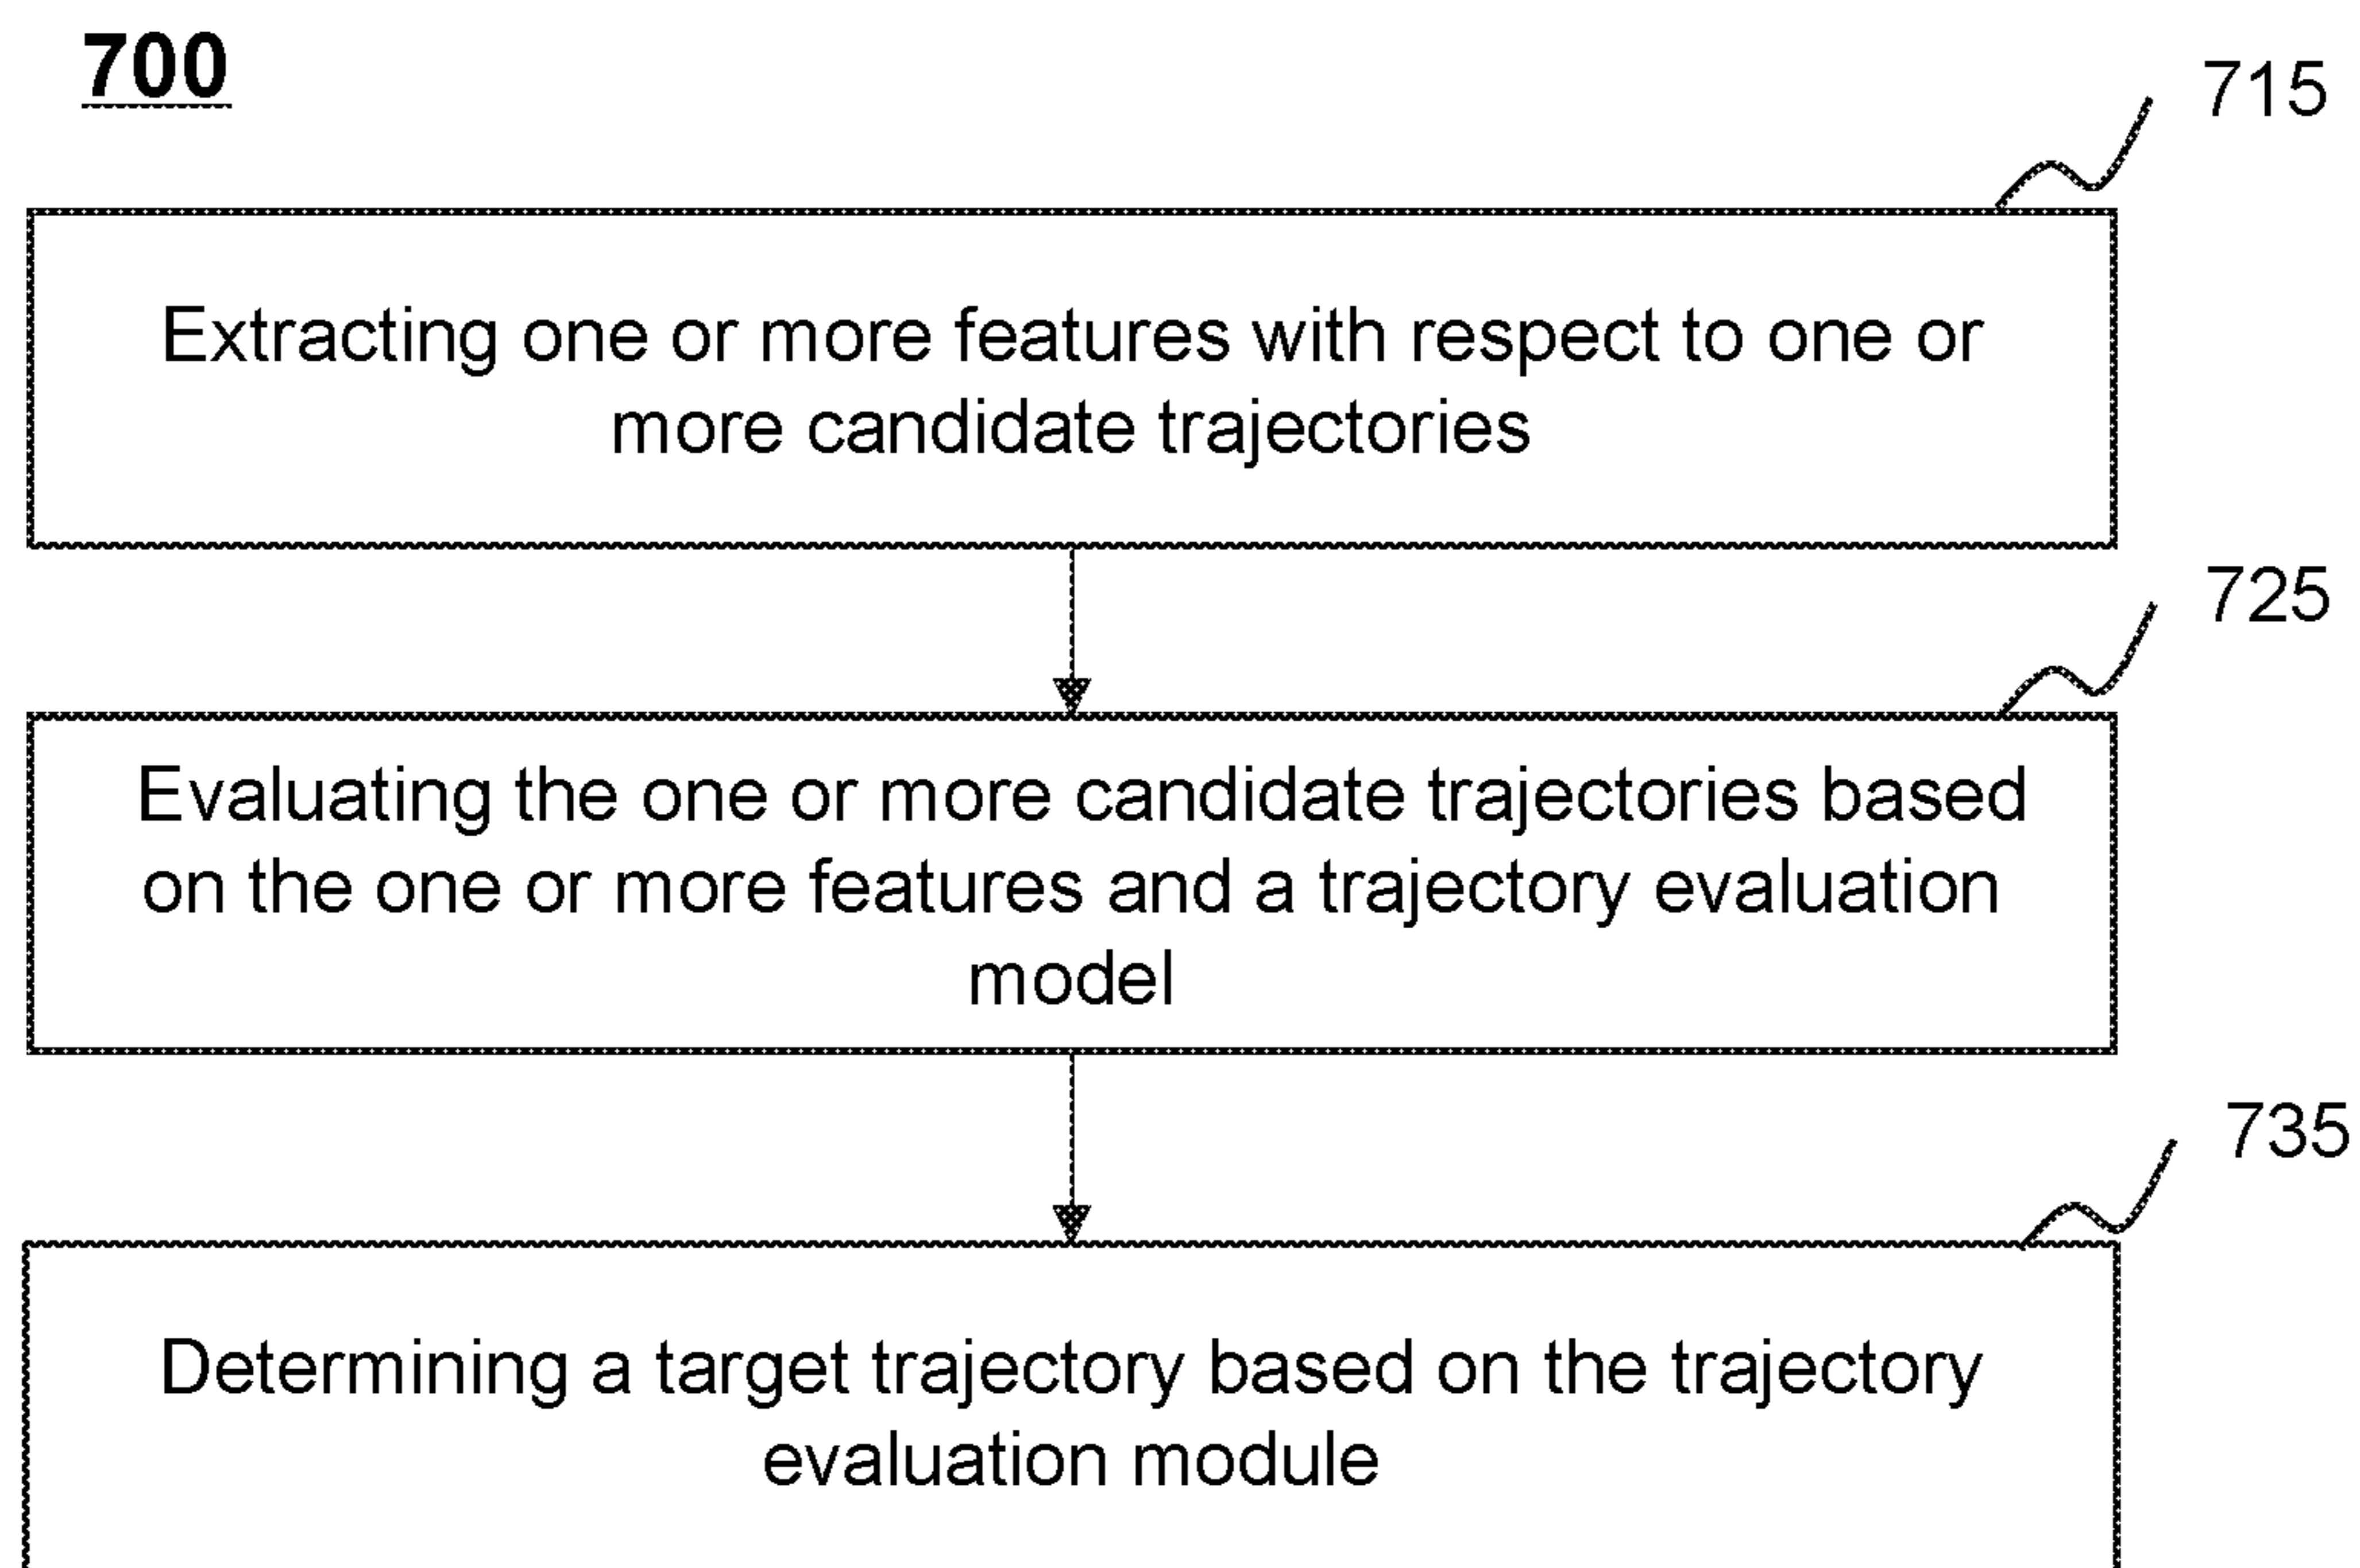 700
715
Extracting one or more features with respect to one or
more candidate trajectories
725
Evaluating the one or more candidate trajectories based
on the one or more features and a trajectory evaluation
model
735
Determining a target trajectory based on the trajectory
evaluation module